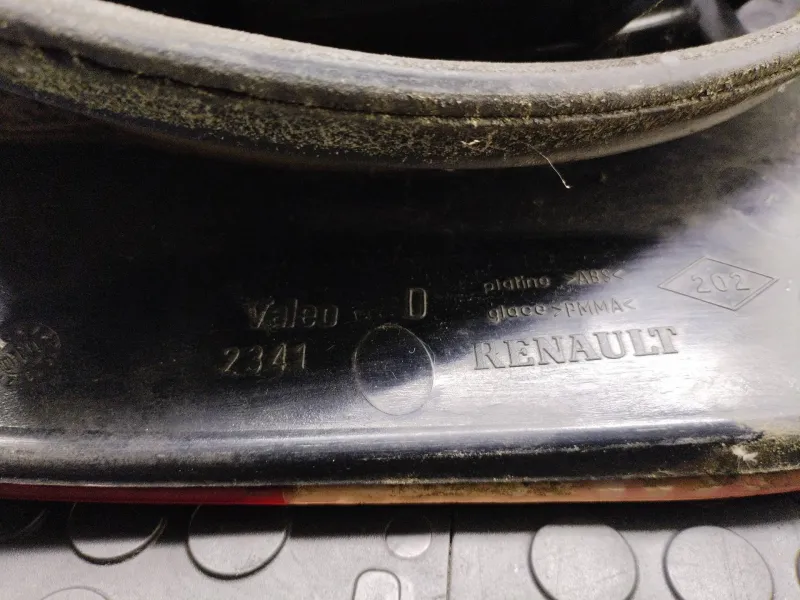 platine >ABS<
202
Valeo D
glace >PMMA<
2341
RENAULT